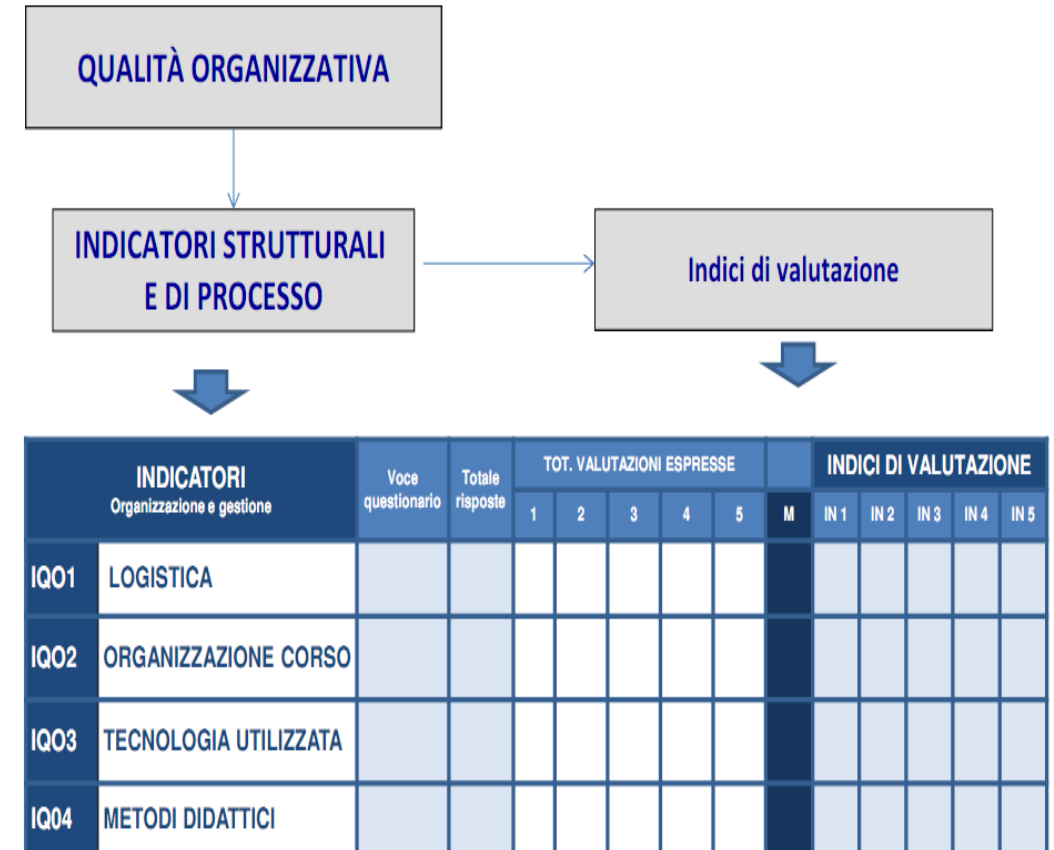 QUALITÀ ORGANIZZATIVA
INDICATORI STRUTTURALI
E DI PROCESSO
Indici di valutazione
INDICATORI
Organizzazione e gestione
Voce
questionario
Totale
risposte
TOT. VALUTAZIONI ESPRESSE
INDICI DI VALUTAZIONE
1 2 3 4 5 M IN 1 IN 2 IN 3 IN 4 IN 5
IQO1 LOGISTICA
IQO2 ORGANIZZAZIONE CORSO
IQO3 TECNOLOGIA UTILIZZATA
IQO4 METODI DIDATTICI